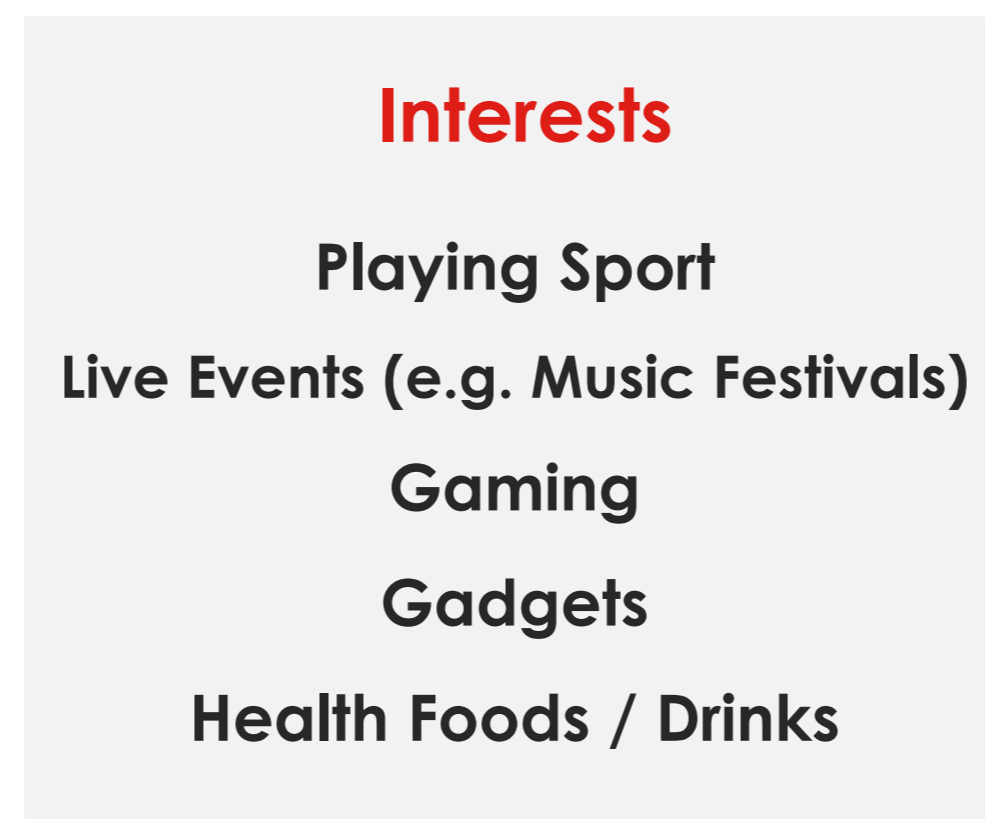 Interests
Playing Sport
Live Events (e.g. Music Festivals)
Gaming
Gadgets
Health Foods / Drinks